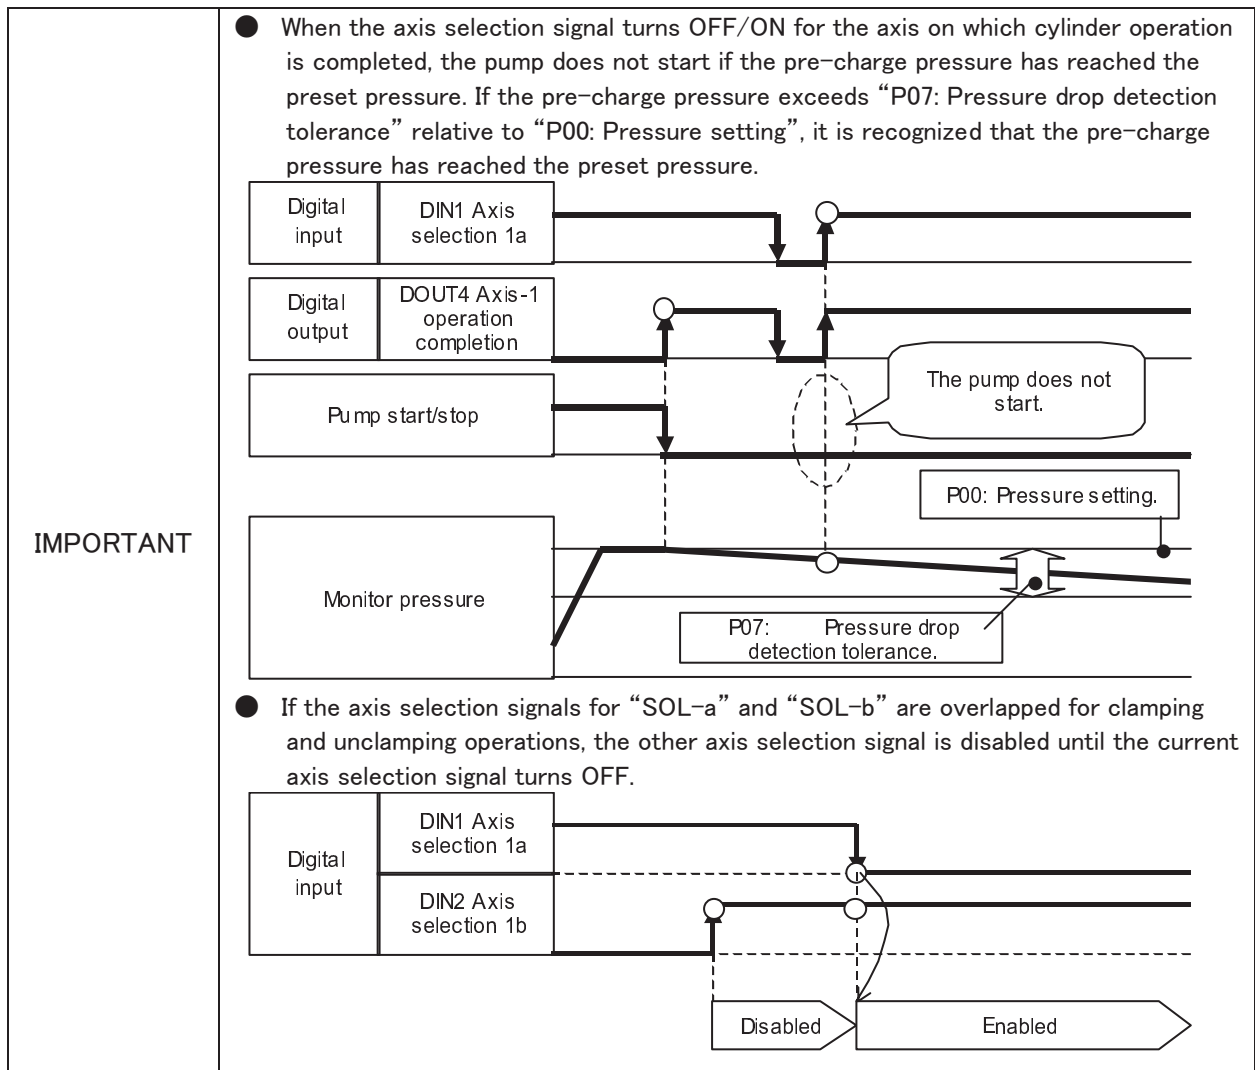 ● When the axis selection signal turns OFF/ON for the axis on which cylinder operation
is completed, the pump does not start if the pre-charge pressure has reached the
preset pressure. If the pre-charge pressure exceeds “P07: Pressure drop detection
tolerance” relative to “P00: Pressure setting”, it is recognized that the pre-charge
pressure has reached the preset pressure.
Digital
input
DIN1 Axis
selection 1a
Digital
output
DOUT4 Axis-1
operation
completion
The pump does not
start.
Pump start/stop
P00: Pressure setting.
IMPORTANT
Monitor pressure
P07: Pressure drop
detection tolerance.
● If the axis selection signals for “SOL-a” and “SOL-b” are overlapped for clamping
and unclamping operations, the other axis selection signal is disabled until the current
axis selection signal turns OFF.
Digital
input
DIN1 Axis
selection 1a
DIN2 Axis
selection 1b
Disabled
Enabled